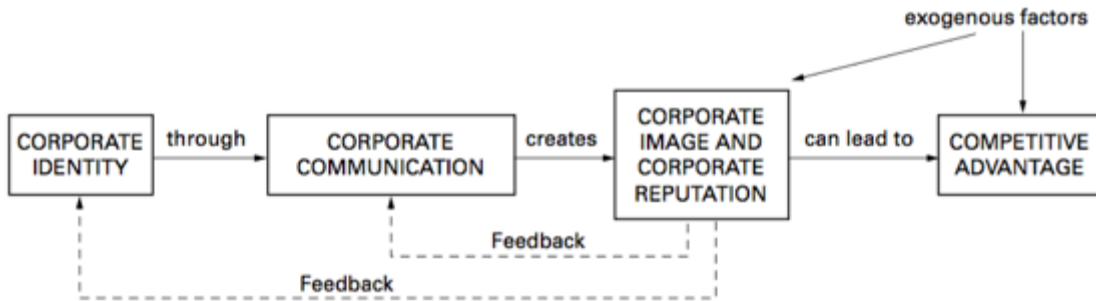 exogenous factors
CORPORATE
IDENTITY
through
CORPORATE
COMMUNICATION
creates
CORPORATE
IMAGE AND
CORPORATE
REPUTATION
can lead to
COMPETITIVE
ADVANTAGE
Feedback
Feedback